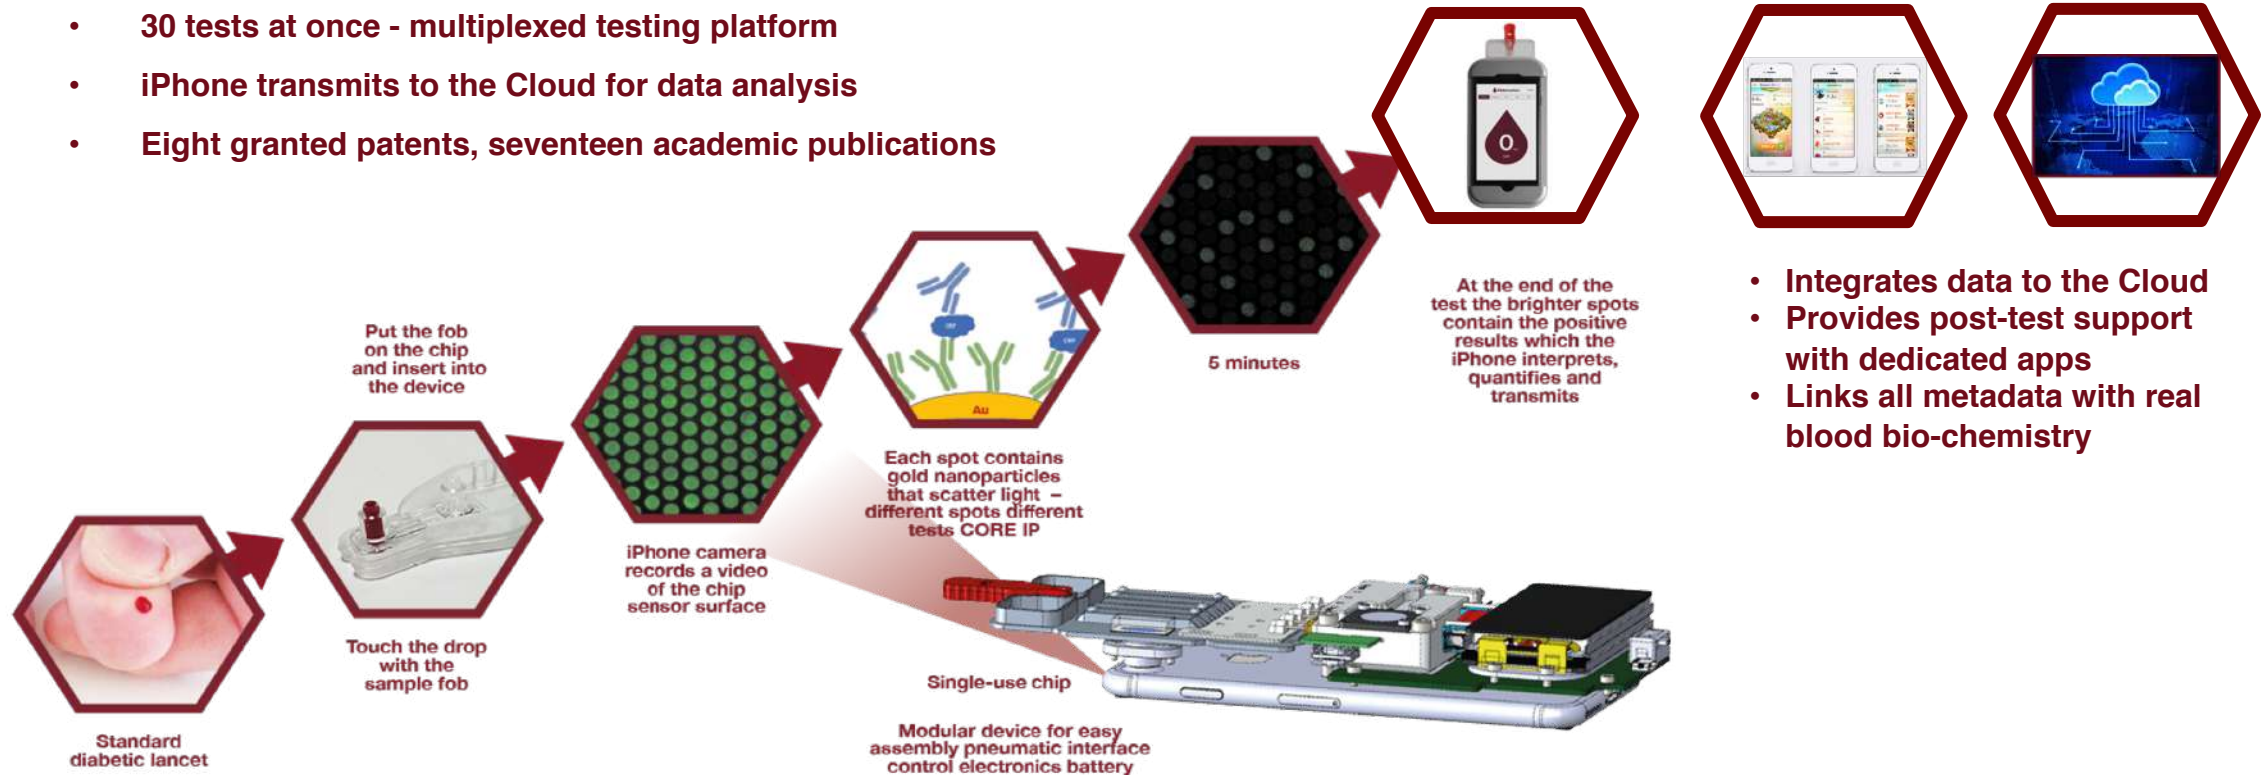 • 30 tests at once - multiplexed testing platform
• iPhone transmits to the Cloud for data analysis
• Eight granted patents, seventeen academic publications
Standard
diabetic lancet
Put the fob
on the chip
and insert into
the device
Touch the drop
with the
sample fob
iPhone camera
records a video
of the chip
sensor surface
Au
Each spot contains
gold nanoparticles
that scatter light –
different spots different
tests CORE IP
5 minutes
0
At the end of the
test the brighter spots
contain the positive
results which the
iPhone interprets,
quantifies and
transmits
• Integrates data to the Cloud
• Provides post-test support
with dedicated apps
• Links all metadata with real
blood bio-chemistry
Single-use chip
Modular device for easy
assembly pneumatic interface
control electronics battery